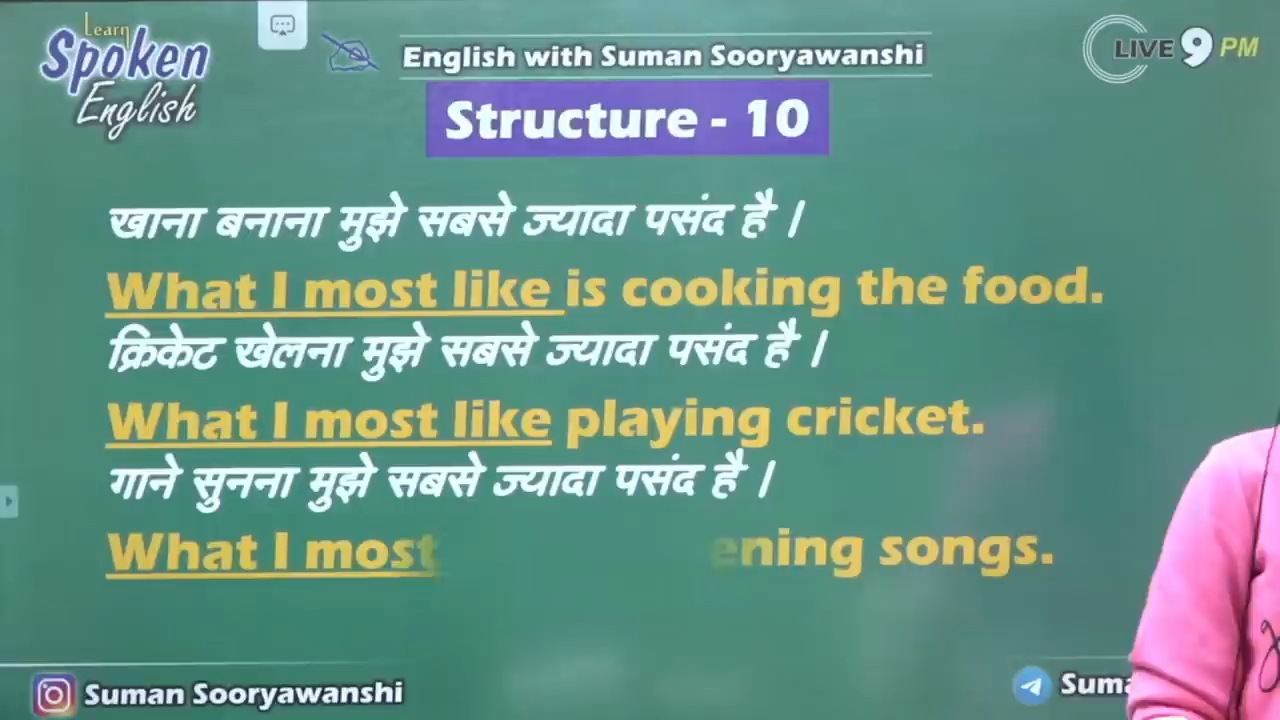 Learn
Spoken
English
English with Suman Sooryawanshi
LIVE 9 PM
Structure - 10
खाना बनाना मुझे सबसे ज्यादा पसंद है ।
What I most like is cooking the food.
क्रिकेट खेलना मुझे सबसे ज्यादा पसंद है ।
What I most like playing cricket.
गाने सुनना मुझे सबसे ज्यादा पसंद है ।
What I most songs.
Suman Sooryawanshi